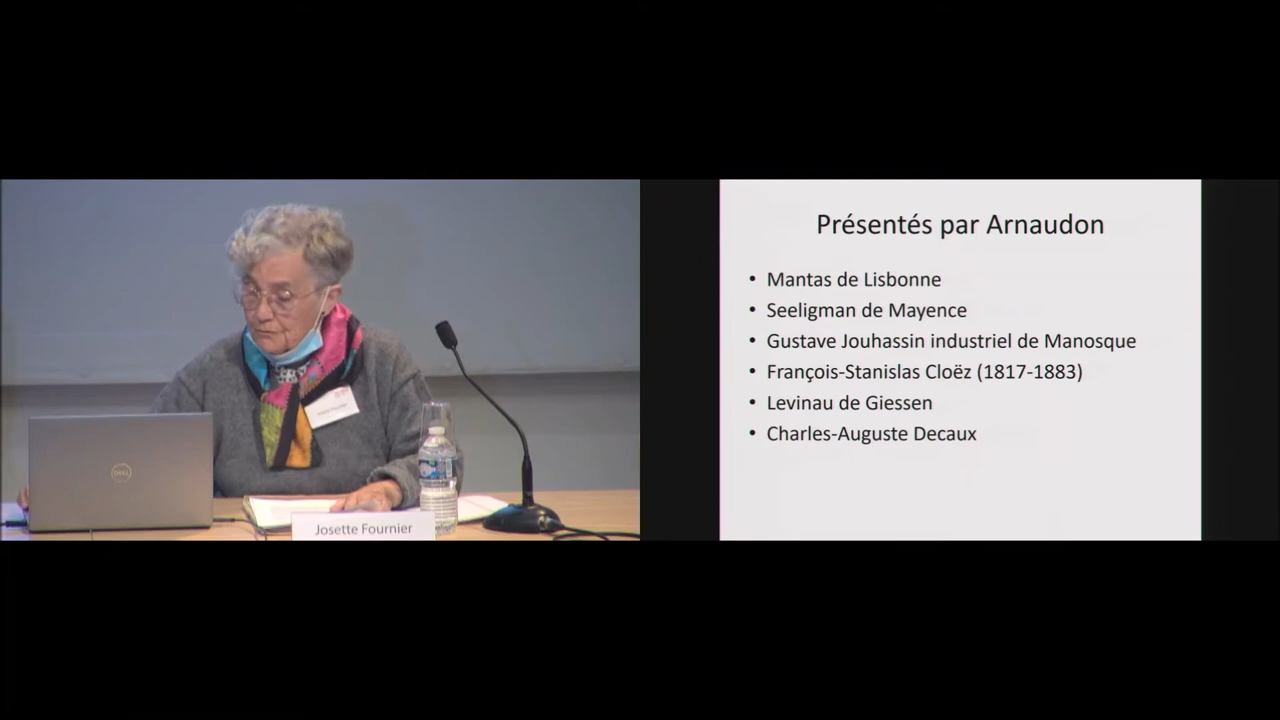 Présentés par Arnaudon
• Mantas de Lisbonne
• Seeligman de Mayence
• Gustave Jouhassin industriel de Manosque
• François-Stanislas Cloëz (1817-1883)
• Levinau de Giessen
• Charles-Auguste Decaux
DELL
Josette Fournier